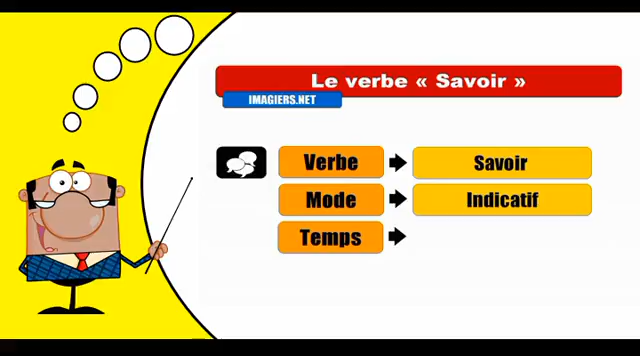 Le verbe « Savoir »
IMAGIERS.NET
Verbe Savoir
Mode Indicatif
Temps